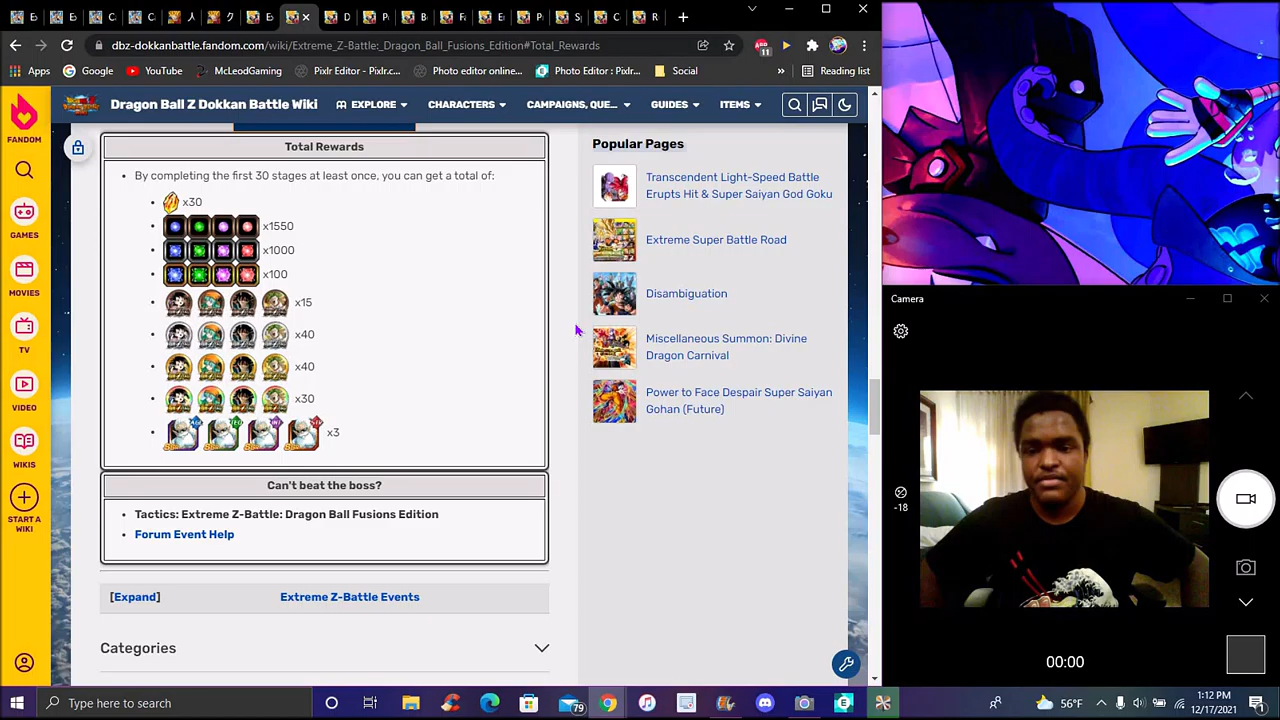 dbz-dokkanbattle.fandom.com/wiki/Extreme_Z-Battle:_Dragon_Ball_Fusions_Edition#Total_Rewards
11
Apps
Google
YouTube
McLeodGaming
Pixlr Editor - Pixlr.c...
Photo editor online...
Photo Editor : Pixlr...
Social
»
Reading list
FANDOM
GAMES
MOVIES
TV
VIDEO
WIKIS
START A
WIKI
Dragon Ball Z Dokkan Battle Wiki
EXPLORE
CHARACTERS
CAMPAIGNS, QUE...
GUIDES
ITEMS
Total Rewards
By completing the first 30 stages at least once, you can get a total of:
x30
x1550
x1000
x100
x15
x40
x40
x30
x3
Can't beat the boss?
Tactics: Extreme Z-Battle: Dragon Ball Fusions Edition
Forum Event Help
[Expand]
Extreme Z-Battle Events
Categories
Popular Pages
Transcendent Light-Speed Battle
Erupts Hit & Super Saiyan God Goku
Extreme Super Battle Road
Disambiguation
Miscellaneous Summon: Divine
Dragon Carnival
Power to Face Despair Super Saiyan
Gohan (Future)
Camera
-18
00:00
Type here to search
79
56°F
1:12 PM
12/17/2021